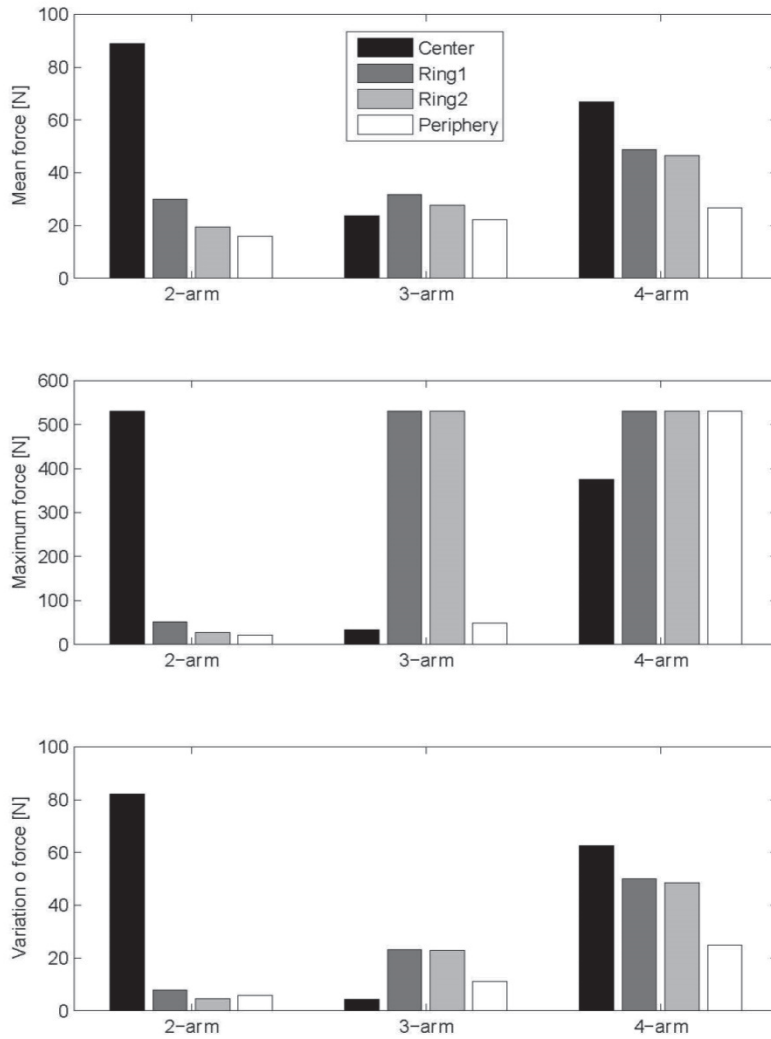 100
80
60
40
20
0
Mean force [N]
Center
Ring1
Ring2
Periphery
2-arm
3-arm
4-arm
600
500
400
300
200
100
0
Maximum force [N]
2-arm
3-arm
4-arm
100
80
60
40
20
0
Variation o force [N]
2-arm
3-arm
4-arm